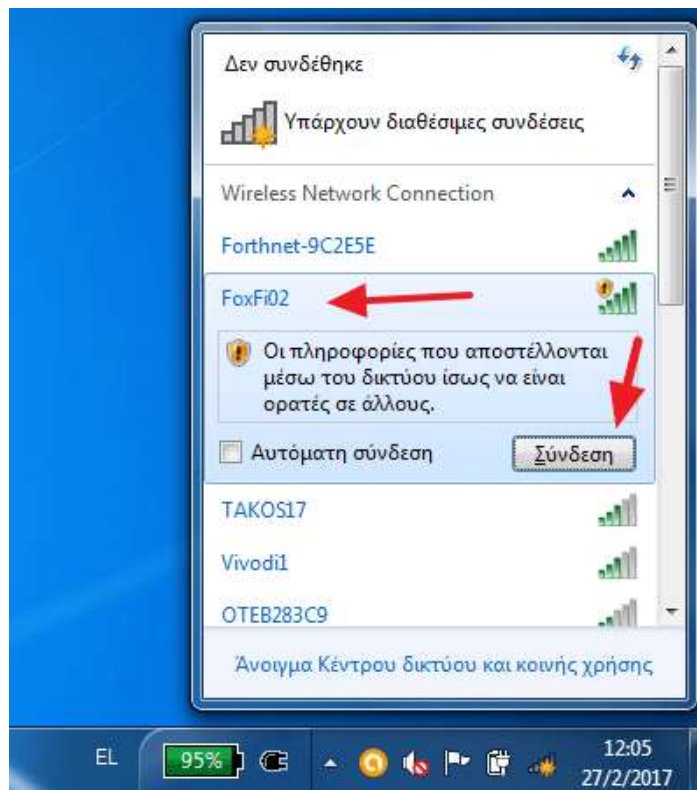 Δεν συνδέθηκε
Υπάρχουν διαθέσιμες συνδέσεις
Wireless Network Connection
Forthnet-9C2E5E
FoxFi02
Οι πληροφορίες που αποστέλλονται
μέσω του δικτύου ίσως να είναι
ορατές σε άλλους.
Αυτόματη σύνδεση Σύνδεση
TAKOS17
Vivodi1
OTEB283C9
Άνοιγμα Κέντρου δικτύου και κοινής χρήσης
EL 95% 12:05
27/2/2017